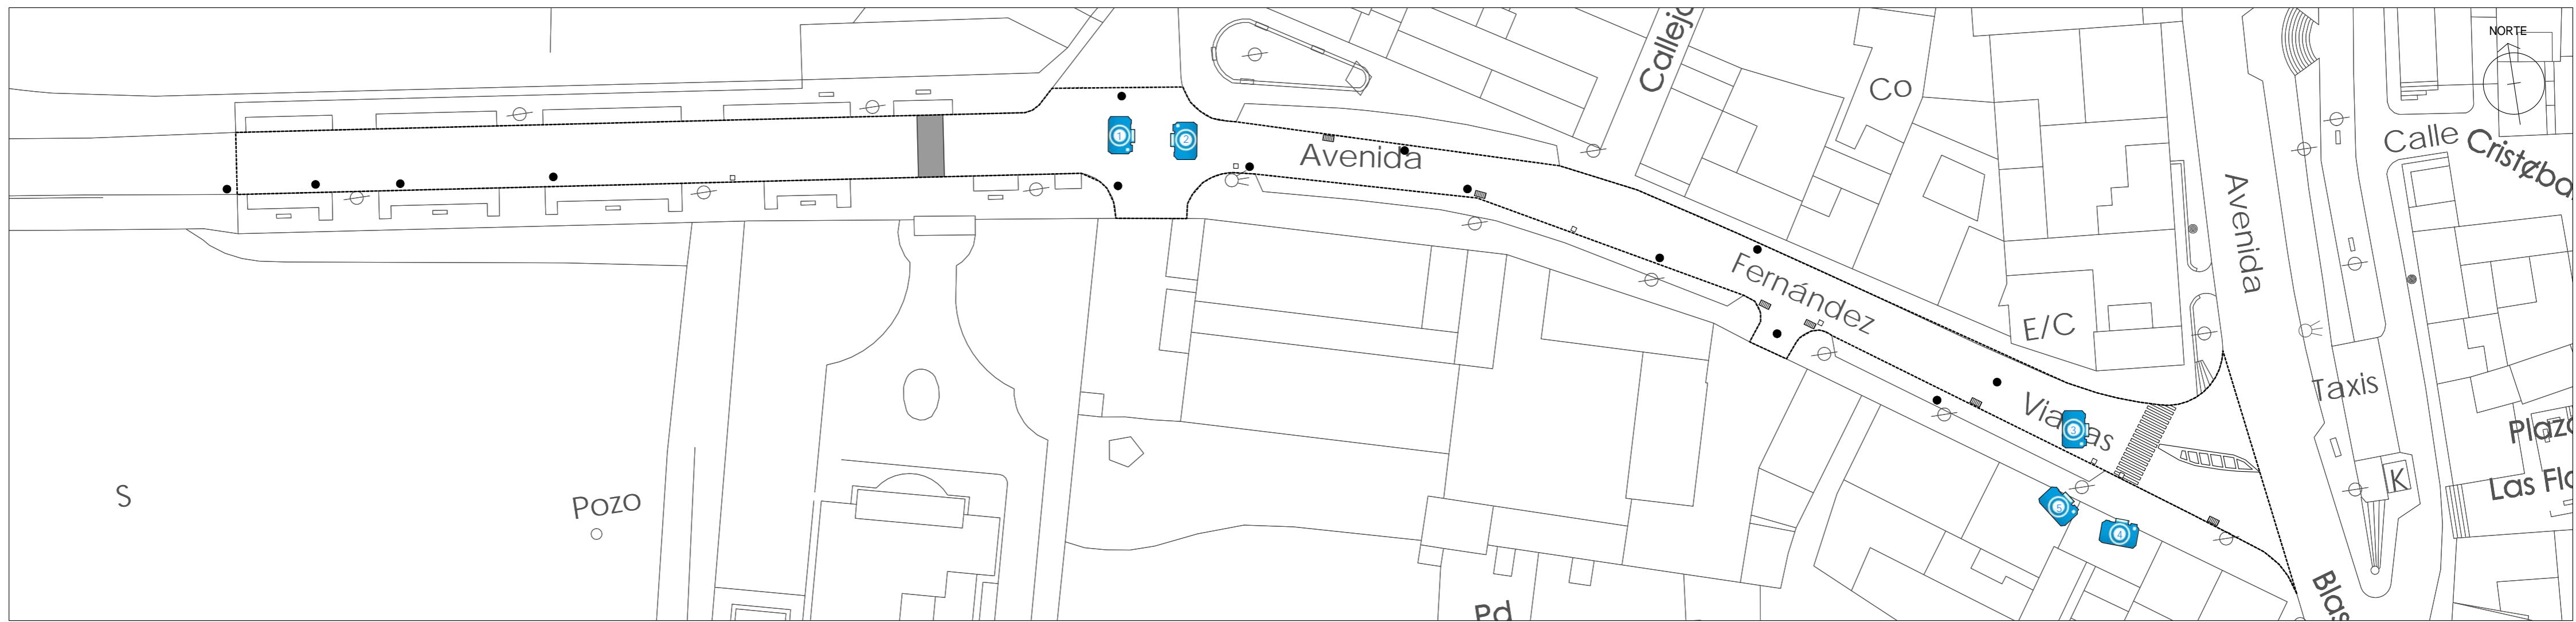 NORTE
Callejo
Co
Calle Cristóba
Avenida
Avenida
1
2
Fernández
E/C
Taxis
Viañas
3
Plaza
K
Las Flo
S
Pozo
5
4
Blas
Pd